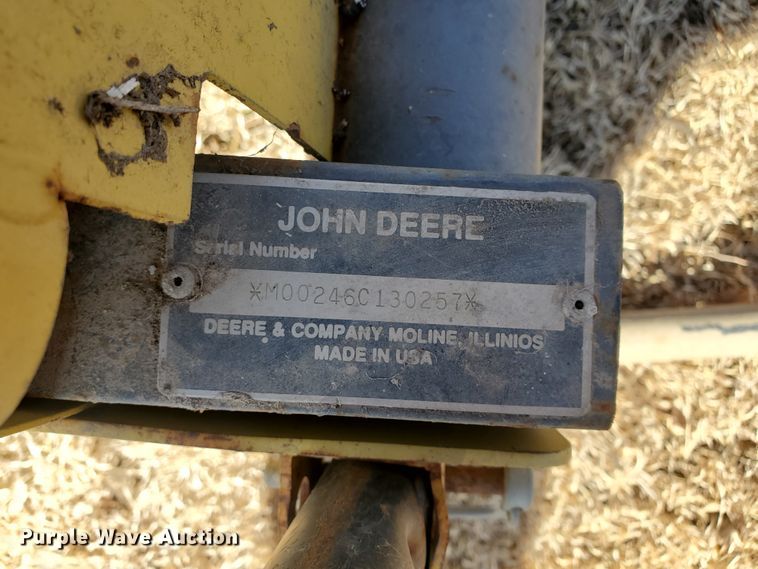 JOHN DEERE
Serial Number
*M00246C130257*
DEERE & COMPANY MOLINE, ILLINIOS
MADE IN USA
Purple Wave Auction